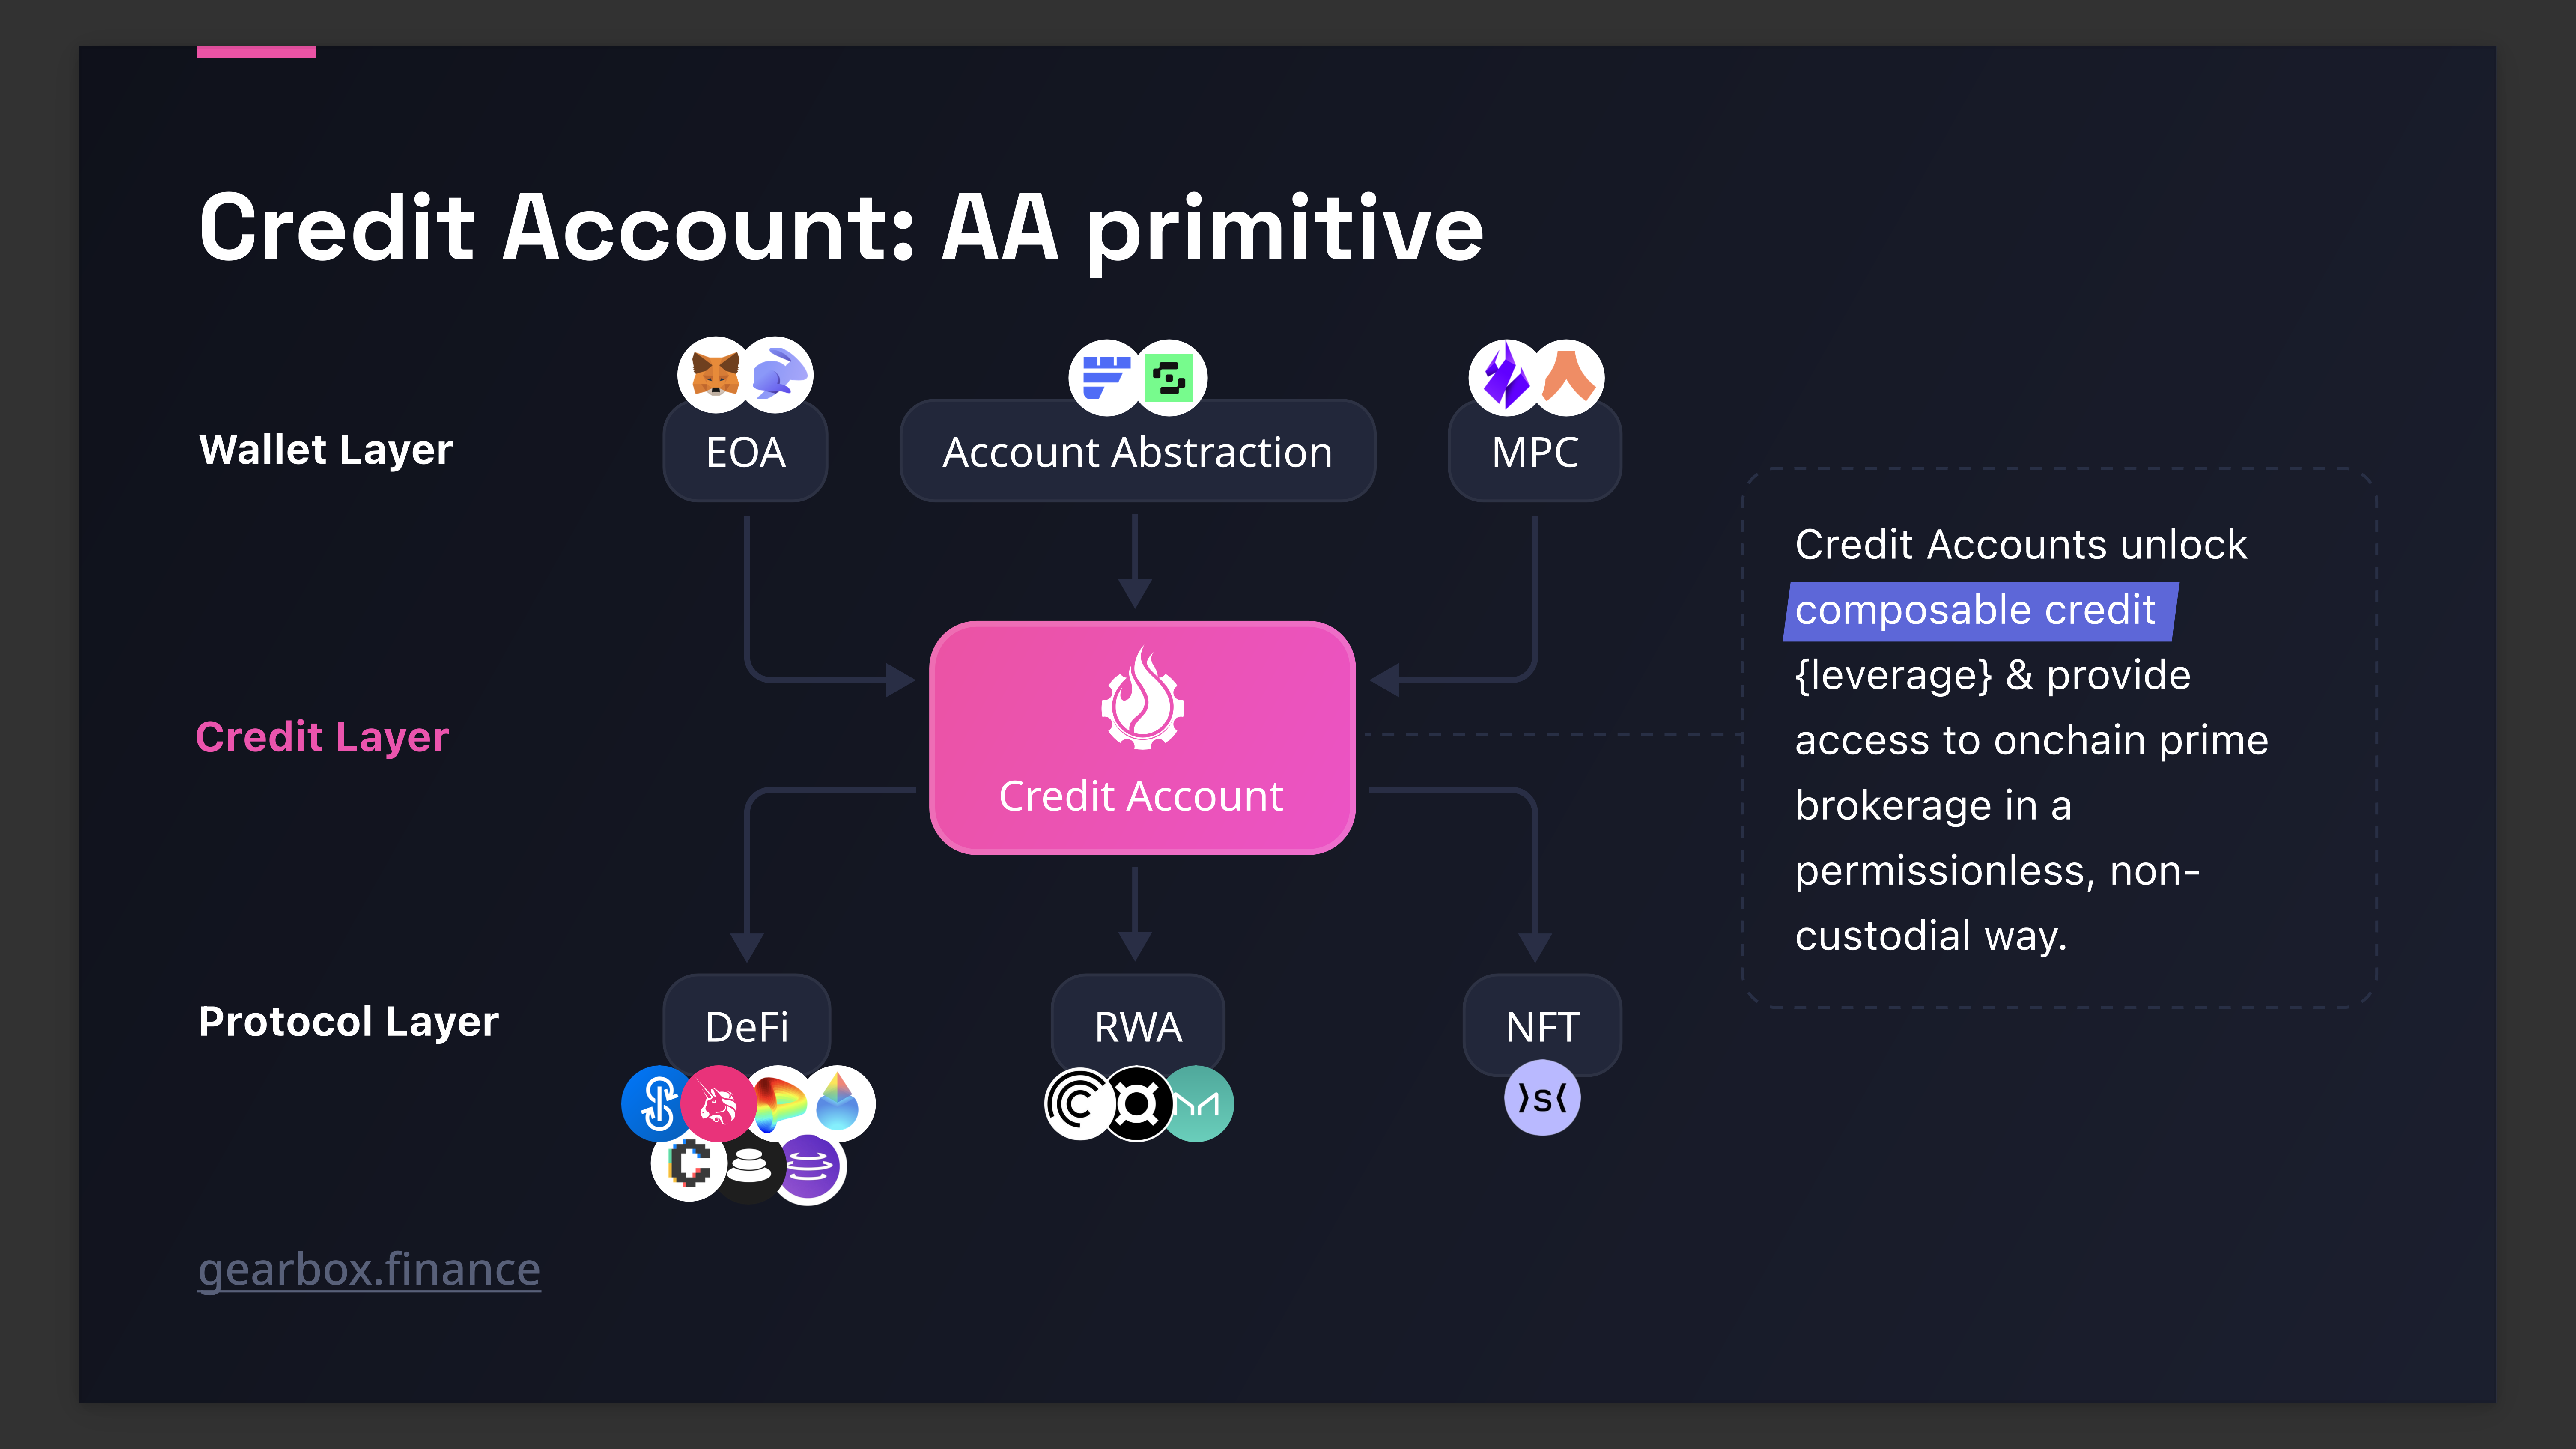 Credit Account: AA primitive
Wallet Layer
EOA
Account Abstraction
MPC
Credit Layer
Credit Account
Credit Accounts unlock
composable credit
{leverage} & provide
access to onchain prime
brokerage in a
permissionless, non-
custodial way.
Protocol Layer
DeFi
RWA
NFT
⟩s⟨
gearbox.finance